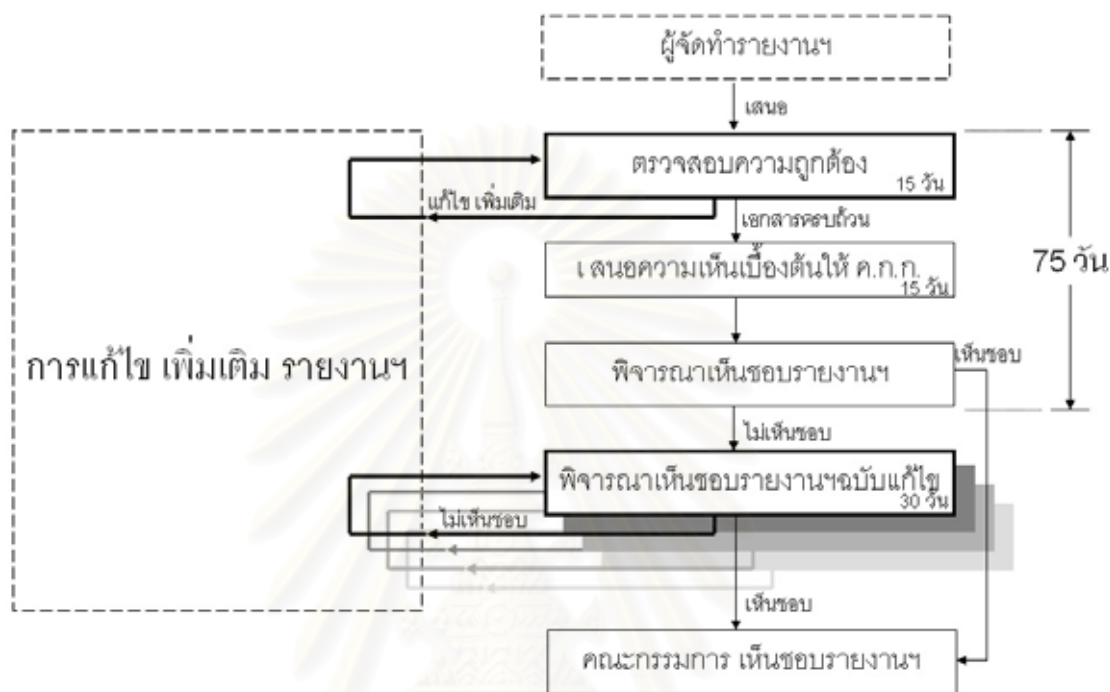 ผู้จัดทำรายงานฯ
เสนอ
ตรวจสอบความถูกต้อง
15 วัน
แก้ไข เพิ่มเติม
เอกสารครบถ้วน
เสนอความเห็นเบื้องต้นให้ ค.ก.ก.
15 วัน
75 วัน
การแก้ไข เพิ่มเติม รายงานฯ
พิจารณาเห็นชอบรายงานฯ
เห็นชอบ
ไม่เห็นชอบ
พิจารณาเห็นชอบรายงานฯฉบับแก้ไข
30 วัน
ไม่เห็นชอบ
เห็นชอบ
คณะกรรมการ เห็นชอบรายงานฯ